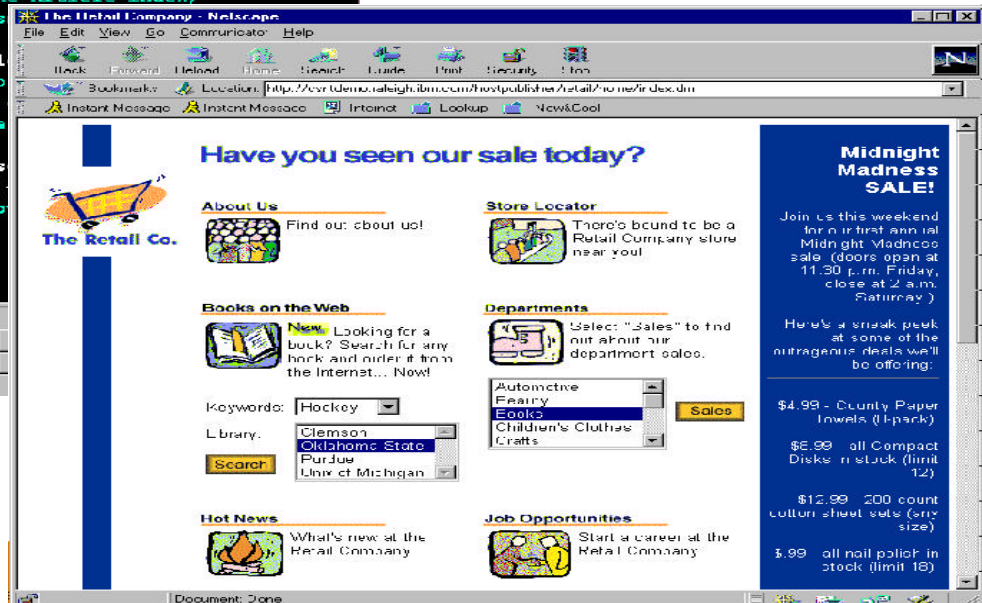 The Retail Company - Netscape
File Edit View Go Communicator Help
Back Forward Reload Home Search Guide Print Security Stop
Bookmarks Location:
Instant Message Instant Message Internet Lookup New&Cool
Have you seen our sale today?
The Retail Co.
About Us
Find out about us!
Store Locator
There's bound to be a
Retail Company store
near you!
Books on the Web
New Looking for a
book? Search for any
book and order it from
the Internet... Now!
Keywords: Hockey
Library:
Clemson
Oklahoma State
Purdue
Univ of Michigan
Search
Departments
Select "Sales" to find
out about our
department sales.
Automotive
Beauty
Books
Children's Clothes
Crafts
Sales
Hot News
What's new at the
Retail Company
Job Opportunities
Start a career at the
Retail Company
Midnight
Madness
SALE!
Join us this weekend
for our first annual
Midnight Madness
sale (doors open at
11:30 p.m. Friday,
close at 2 a.m.
Saturday.)
Here's a sneak peek
at some of the
outrageous deals we'll
be offering:
$4.99 - County Paper
Towels
$8.99 all Compact
Disks in stock (limit
12)
$12.99 200 count
cotton sheet sets (any
size)
$.99 all nail polish in
stock (limit 18)
Document: Done